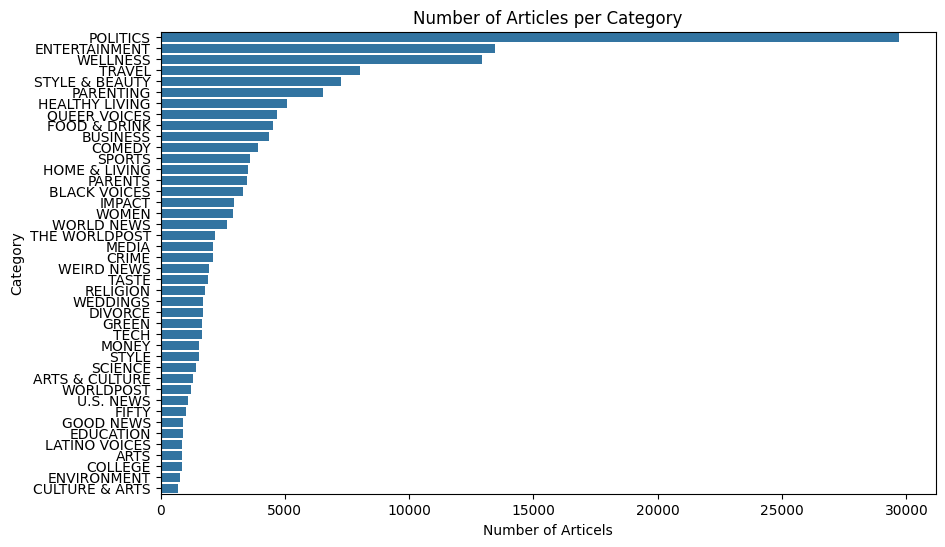 Number of Articles per Category
POLITICS
ENTERTAINMENT
WELLNESS
TRAVEL
STYLE & BEAUTY
PARENTING
HEALTHY LIVING
QUEER VOICES
FOOD & DRINK
BUSINESS
COMEDY
SPORTS
HOME & LIVING
PARENTS
BLACK VOICES
IMPACT
WOMEN
WORLD NEWS
THE WORLDPOST
MEDIA
CRIME
WEIRD NEWS
TASTE
RELIGION
WEDDINGS
DIVORCE
GREEN
TECH
MONEY
STYLE
SCIENCE
ARTS & CULTURE
WORLDPOST
U.S. NEWS
FIFTY
GOOD NEWS
EDUCATION
LATINO VOICES
ARTS
COLLEGE
ENVIRONMENT
CULTURE & ARTS
Category
0 5000 10000 15000 20000 25000 30000
Number of Articels